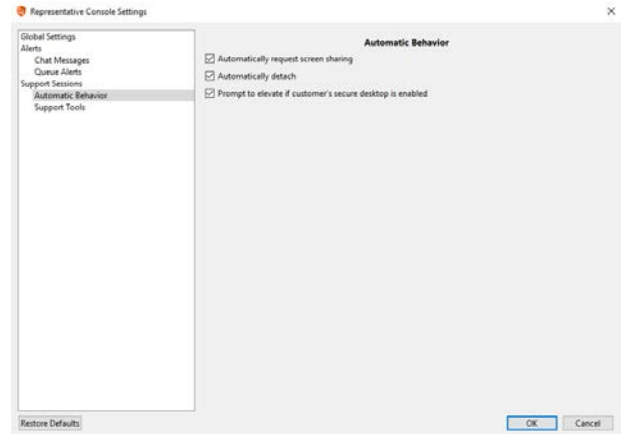 Representative Console Settings
Global Settings
Alerts
Chat Messages
Queue Alerts
Support Sessions
Automatic Behavior
Support Tools
Automatic Behavior
Automatically request screen sharing
Automatically detach
Prompt to elevate if customer's secure desktop is enabled
Restore Defaults
OK
Cancel